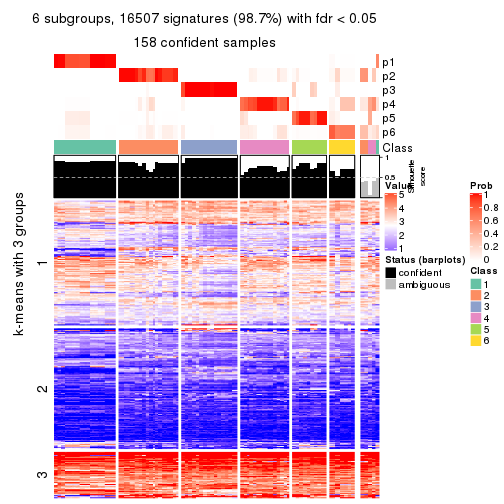 6 subgroups, 16507 signatures (98.7%) with fdr < 0.05
158 confident samples
p1
p2
p3
p4
p5
p6
Class
1
0.5
0
Silhouette
score
k-means with 3 groups
1
2
3
Value
5
4
3
2
1
Status (barplots)
confident
ambiguous
Prob
1
0.8
0.6
0.4
0.2
0
Class
1
2
3
4
5
6